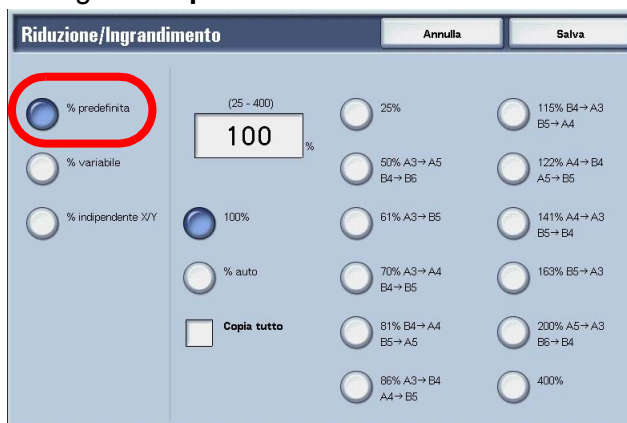 Riduzione/Ingrandimento
Annulla
Salva
% predefinita
% variabile
% indipendente X/Y
(25 - 400)
100
%
100%
% auto
Copia tutto
25%
50% A3→A5
B4→B6
61% A3→B5
70% A3→A4
B4→B5
81% B4→A4
B5→A5
86% A3→B4
A4→B5
115% B4→A3
B5→A4
122% A4→B4
A5→B5
141% A4→A3
B5→B4
163% B5→A3
200% A5→A3
B6→B4
400%